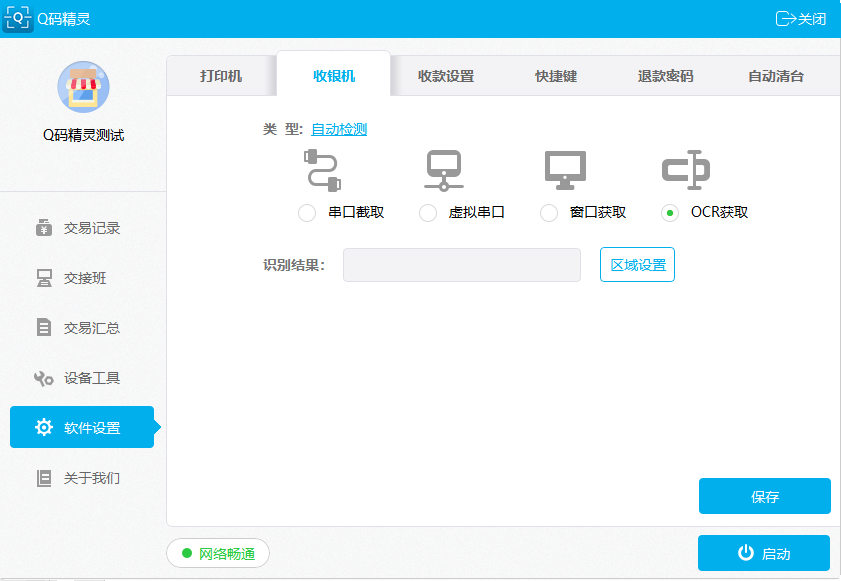 Q码精灵
关闭
Q码精灵测试
交易记录
交接班
交易汇总
设备工具
软件设置
关于我们
打印机 收银机 收款设置 快捷键 退款密码 自动清台
类 型: 自动检测
串口截取 虚拟串口 窗口获取 OCR获取
识别结果: 区域设置
保存
网络畅通
启动